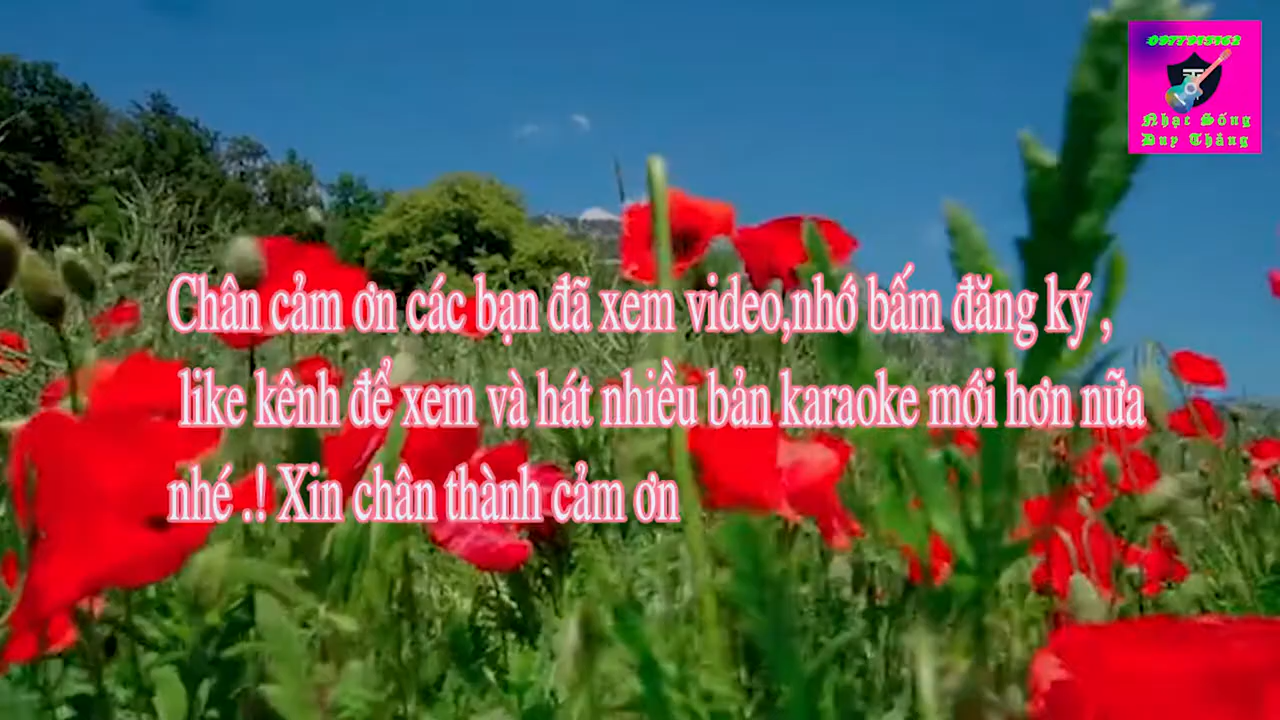 Nhạc Sống
Duy Thắng
Chân cảm ơn các bạn đã xem video,nhớ bấm đăng ký ,
like kênh để xem và hát nhiều bản karaoke mới hơn nữa
nhé .! Xin chân thành cảm ơn